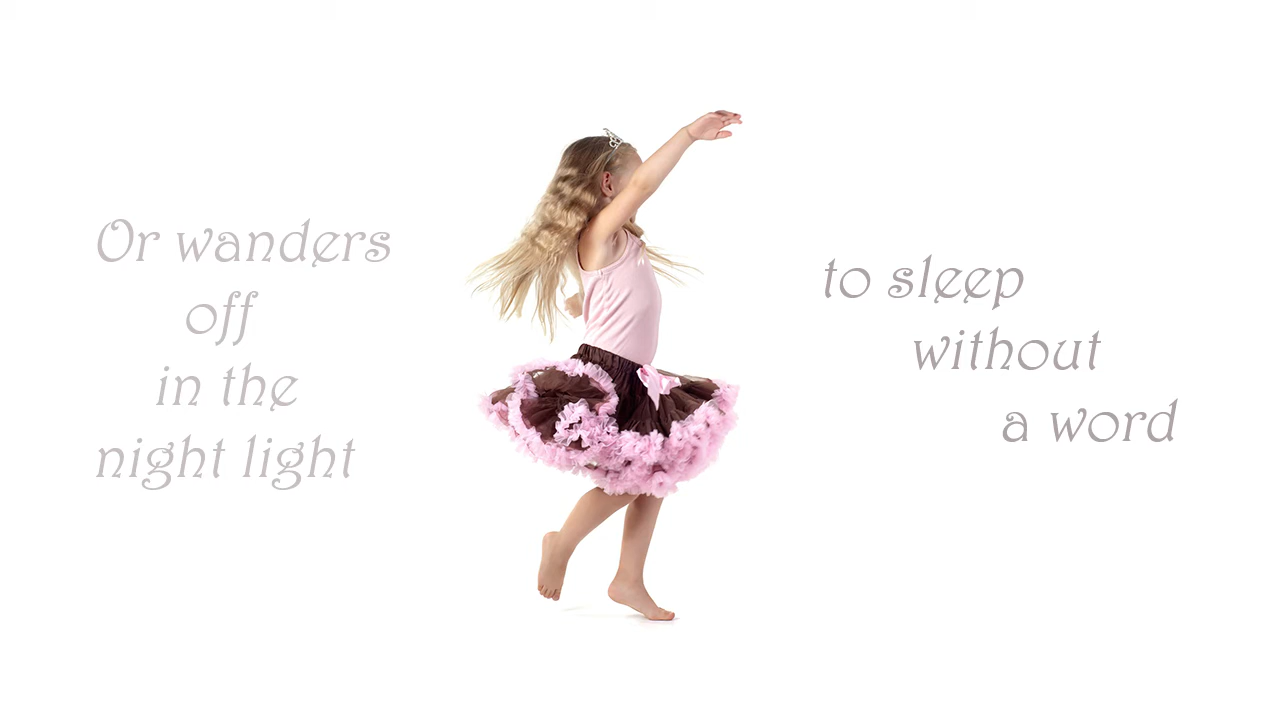 Or wanders
off
in the
night light
to sleep
without
a word